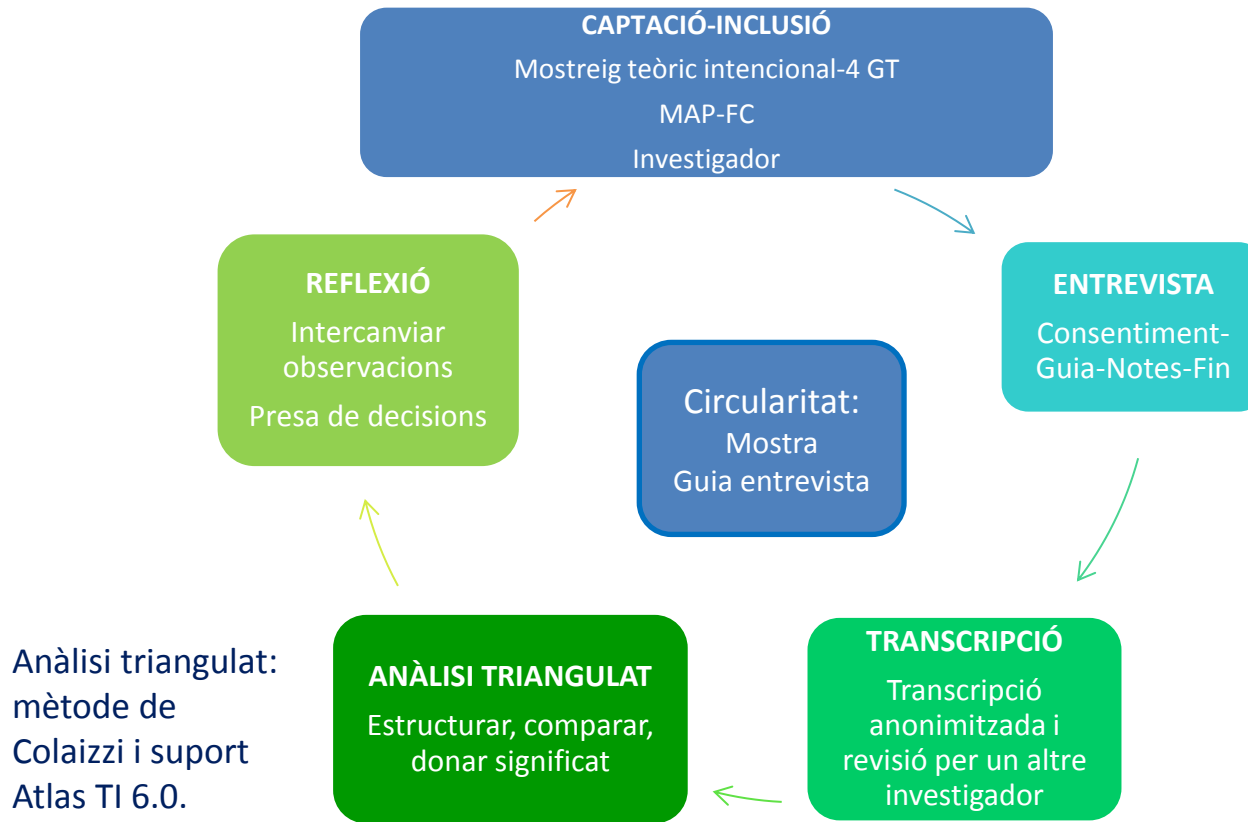 CAPTACIÓ-INCLUSIÓ
Mostreig teòric intencional-4 GT
MAP-FC
Investigador
ENTREVISTA
Consentiment-
Guia-Notes-Fin
TRANSCRIPCIÓ
Transcripció
anonimitzada i
revisió per un altre
investigador
ANÀLISI TRIANGULAT
Estructurar, comparar,
donar significat
REFLEXIÓ
Intercanviar
observacions
Presa de decisions
Circularitat:
Mostra
Guia entrevista
Anàlisi triangulat:
mètode de
Colaizzi i suport
Atlas TI 6.0.